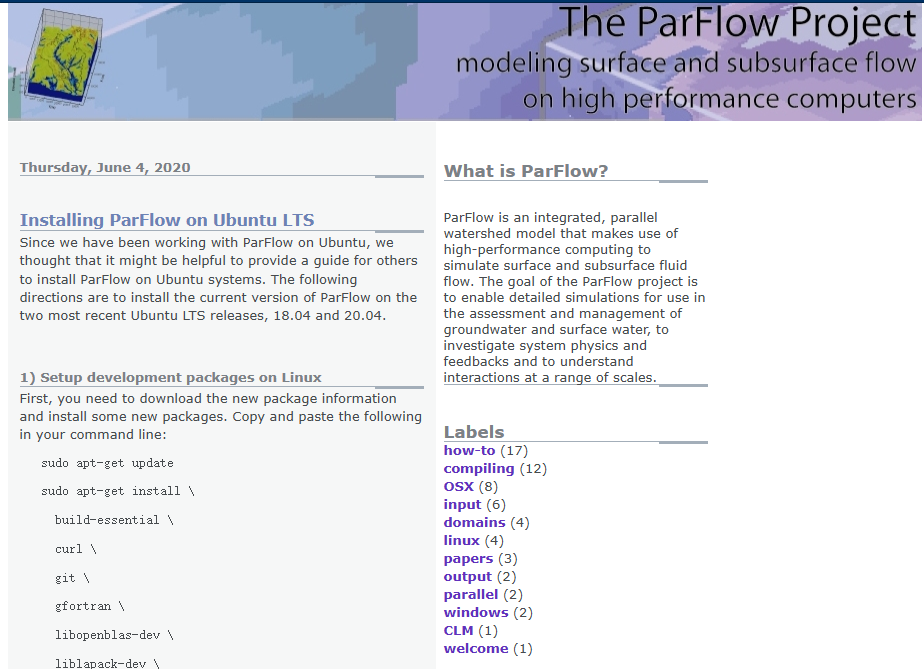 The ParFlow Project
modeling surface and subsurface flow
on high performance computers
Thursday, June 4, 2020
Installing ParFlow on Ubuntu LTS
Since we have been working with ParFlow on Ubuntu, we
thought that it might be helpful to provide a guide for others
to install ParFlow on Ubuntu systems. The following
directions are to install the current version of ParFlow on the
two most recent Ubuntu LTS releases, 18.04 and 20.04.
1) Setup development packages on Linux
First, you need to download the new package information
and install some new packages. Copy and paste the following
in your command line:
sudo apt-get update
sudo apt-get install \
build-essential \
curl \
git \
gfortran \
libopenblas-dev \
liblapack-dev \
What is ParFlow?
ParFlow is an integrated, parallel
watershed model that makes use of
high-performance computing to
simulate surface and subsurface fluid
flow. The goal of the ParFlow project is
to enable detailed simulations for use in
the assessment and management of
groundwater and surface water, to
investigate system physics and
feedbacks and to understand
interactions at a range of scales.
Labels
how-to (17)
compiling (12)
OSX (8)
input (6)
domains (4)
linux (4)
papers (3)
output (2)
parallel (2)
windows (2)
CLM (1)
welcome (1)